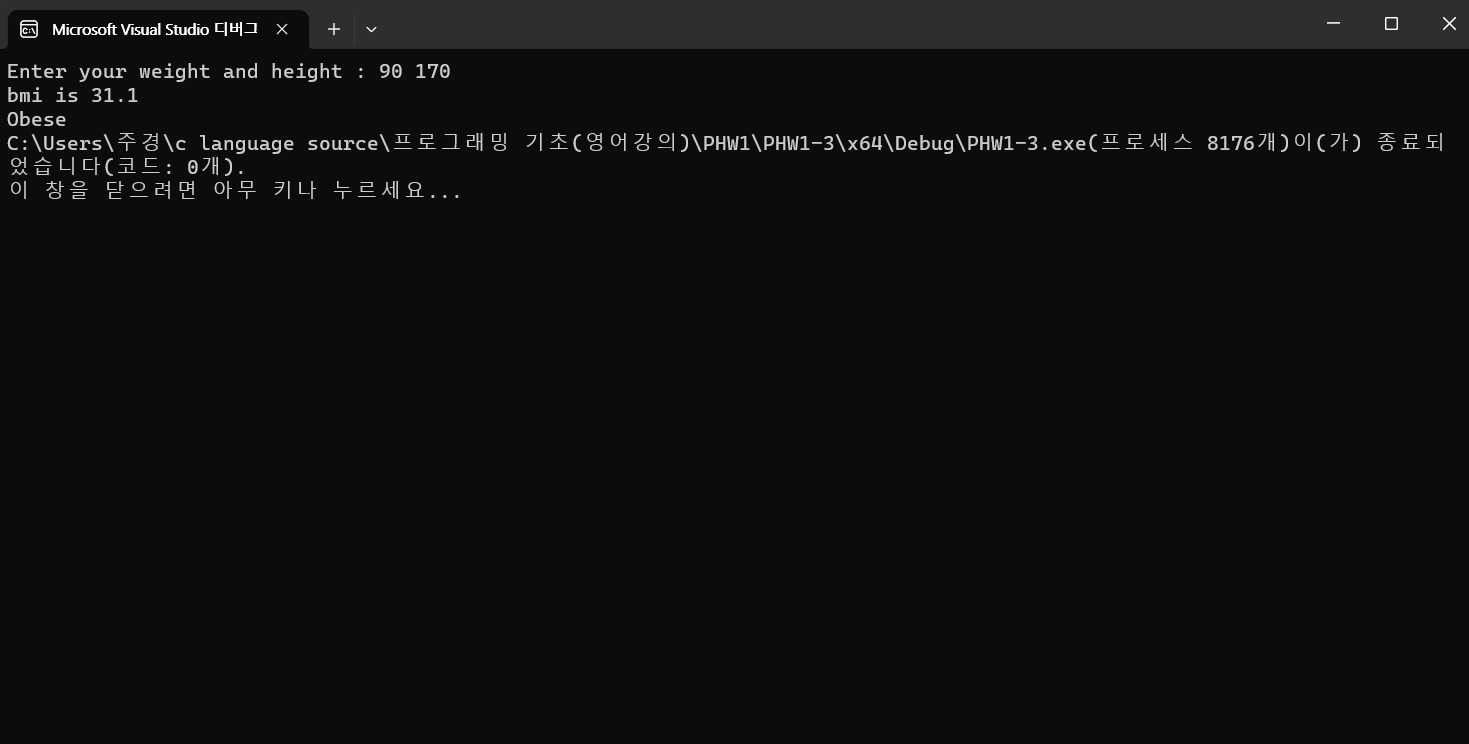 Microsoft Visual Studio 디버그
Enter your weight and height : 90 170
bmi is 31.1
Obese
C:\Users\주경\c language source\프로그래밍 기초(영어강의)\PHW1\PHW1-3\x64\Debug\PHW1-3.exe(프로세스 8176개)이(가) 종료되
었습니다(코드: 0개).
이 창을 닫으려면 아무 키나 누르세요...